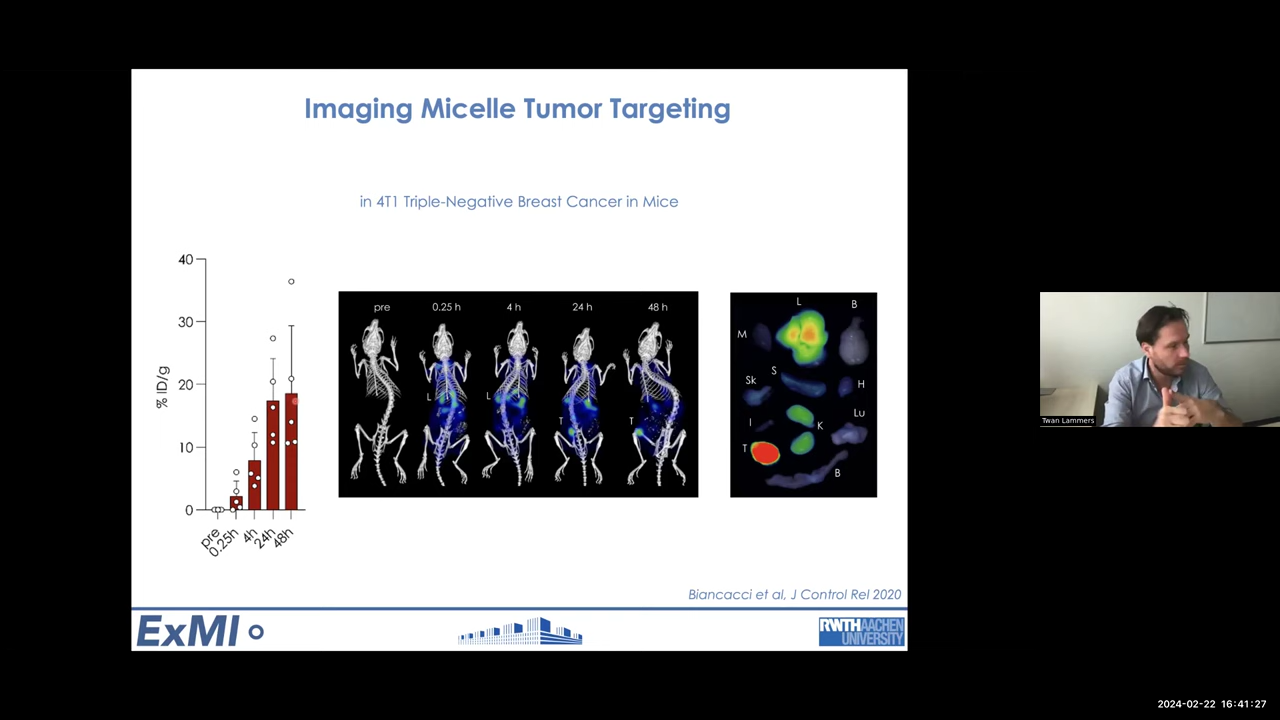 Imaging Micelle Tumor Targeting
in 4T1 Triple-Negative Breast Cancer in Mice
40
30
20
10
0
% ID/g
pre
0.25h
4h
24h
48h
pre
0.25 h
4 h
24 h
48 h
L
L
T
T
L
B
M
S
Sk
H
I
Lu
K
T
B
Twan Lammers
Biancacci et al, J Control Rel 2020
ExMI
RWTHAACHEN
UNIVERSITY
2024-02-22 16:41:27